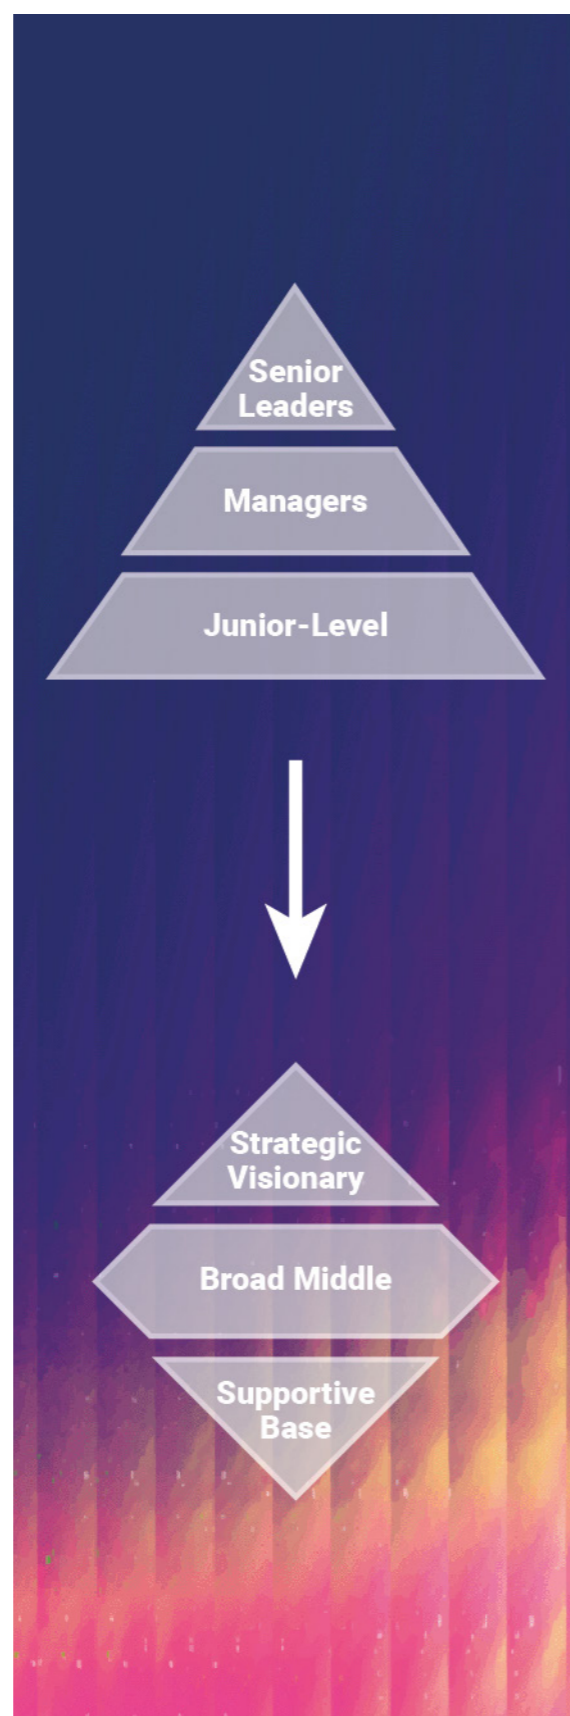 Senior
Leaders
Managers
Junior-Level
Strategic
Visionary
Broad Middle
Supportive
Base